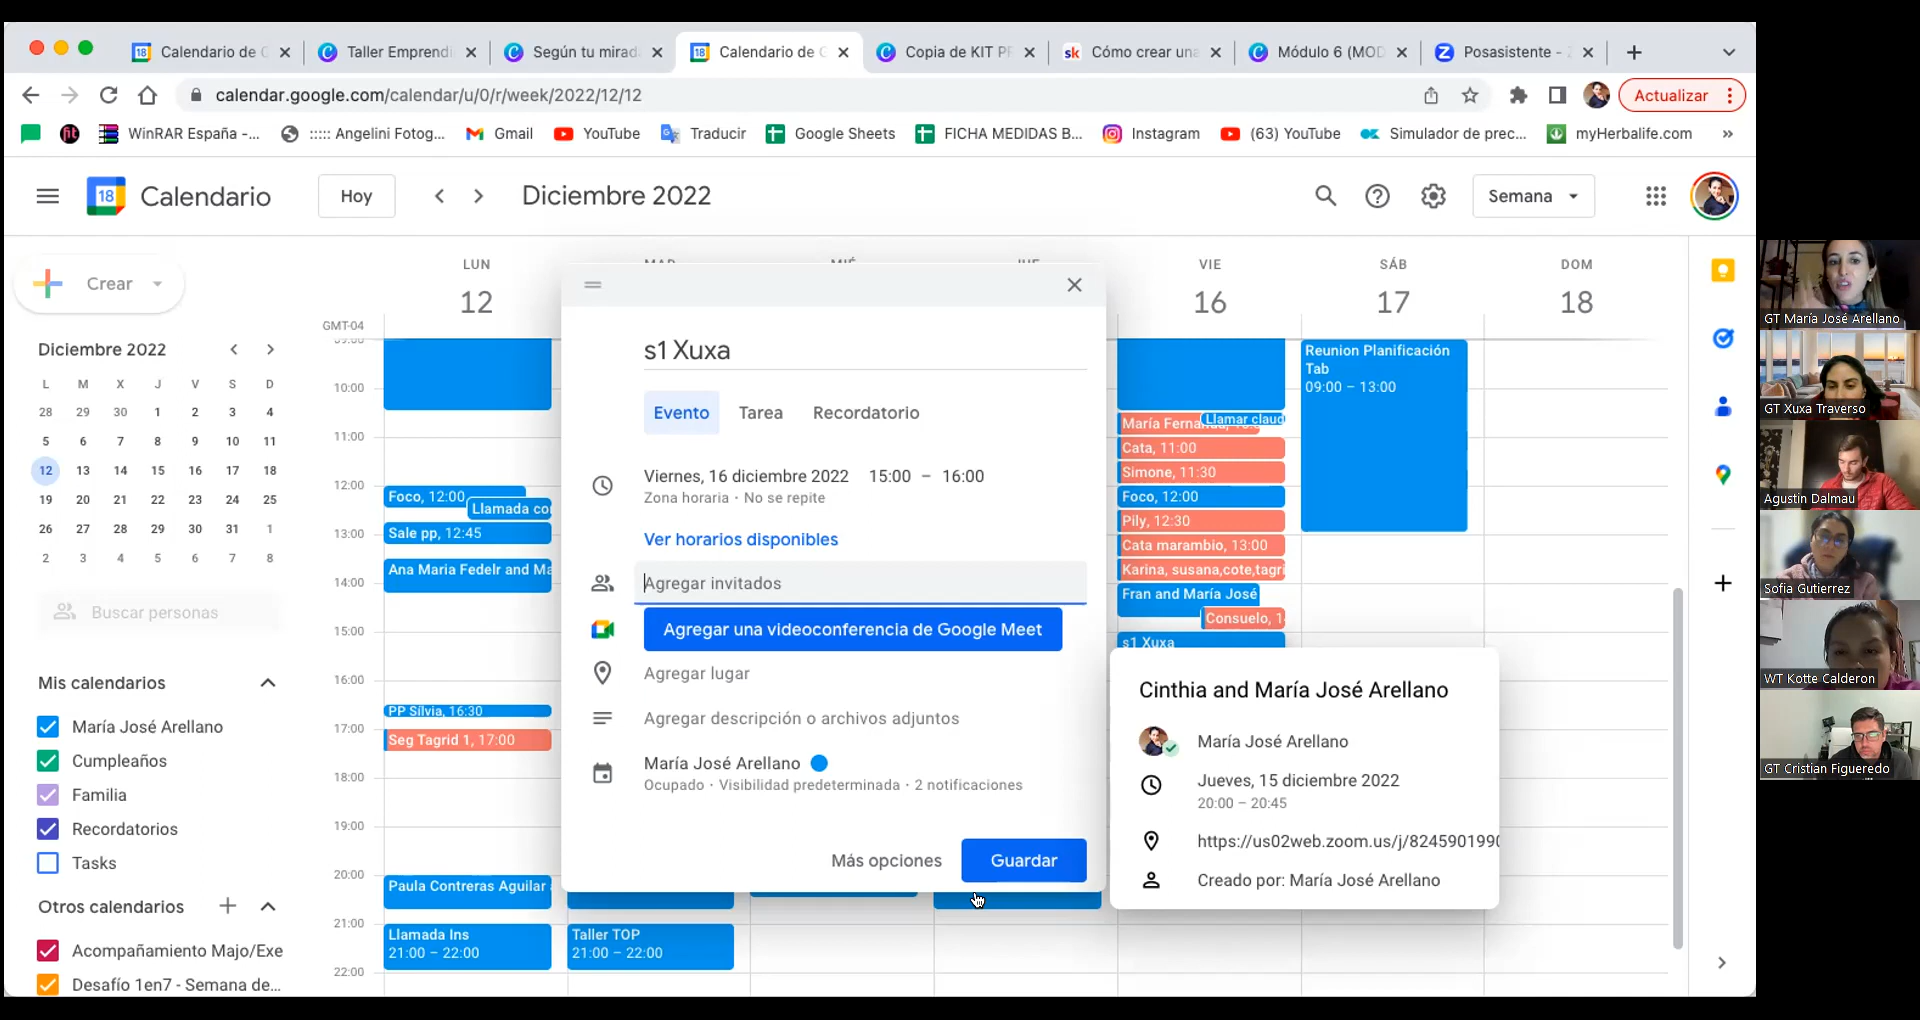 Calendario de C
Taller Emprendi
Según tu mirad
Calendario de C
Copia de KIT PR
Cómo crear una
Módulo 6 (MOD
Posasistente -
calendar.google.com/calendar/u/0/r/week/2022/12/12
Actualizar
fit
WinRAR España -...
::::: Angelini Fotog...
Gmail
YouTube
Traducir
Google Sheets
FICHA MEDIDAS B...
Instagram
(63) YouTube
Simulador de prec...
myHerbalife.com
»
18
Calendario
Hoy
Diciembre 2022
Semana
Crear
LUN
12
MAR
MIÉ
JUE
VIE
16
SÁB
17
DOM
18
GMT-04
Diciembre 2022
L M X J V S D
28 29 30 1 2 3 4
5 6 7 8 9 10 11
12 13 14 15 16 17 18
19 20 21 22 23 24 25
26 27 28 29 30 31 1
2 3 4 5 6 7 8
Buscar personas
Mis calendarios
María José Arellano
Cumpleaños
Familia
Recordatorios
Tasks
Otros calendarios
Acompañamiento Majo/Exe
Desafío 1en7 - Semana de...
09:00
10:00
11:00
12:00
13:00
14:00
15:00
16:00
17:00
18:00
19:00
20:00
21:00
22:00
Foco, 12:00
Llamada co
Sale pp, 12:45
Ana Maria Fedelr and Ma
PP Sílvia, 16:30
Seg Tagrid 1, 17:00
Paula Contreras Aguilar
Llamada Ins
21:00 – 22:00
Taller TOP
21:00 – 22:00
s1 Xuxa
Evento
Tarea
Recordatorio
Viernes, 16 diciembre 2022 15:00 – 16:00
Zona horaria · No se repite
Ver horarios disponibles
Agregar invitados
Agregar una videoconferencia de Google Meet
Agregar lugar
Agregar descripción o archivos adjuntos
María José Arellano
Ocupado · Visibilidad predeterminada · 2 notificaciones
Más opciones
Guardar
María Ferna
Llamar claud
Cata, 11:00
Simone, 11:30
Foco, 12:00
Pily, 12:30
Cata marambio, 13:00
Karina, susana,cote,tagri
Fran and María José
Consuelo, 1
s1 Xuxa
Reunion Planificación
Tab
09:00 – 13:00
Cinthia and María José Arellano
María José Arellano
Jueves, 15 diciembre 2022
20:00 – 20:45
https://us02web.zoom.us/j/8245901990
Creado por: María José Arellano
GT María José Arellano
GT Xuxa Traverso
Agustin Dalmau
Sofia Gutierrez
WT Kotte Calderon
GT Cristian Figueredo